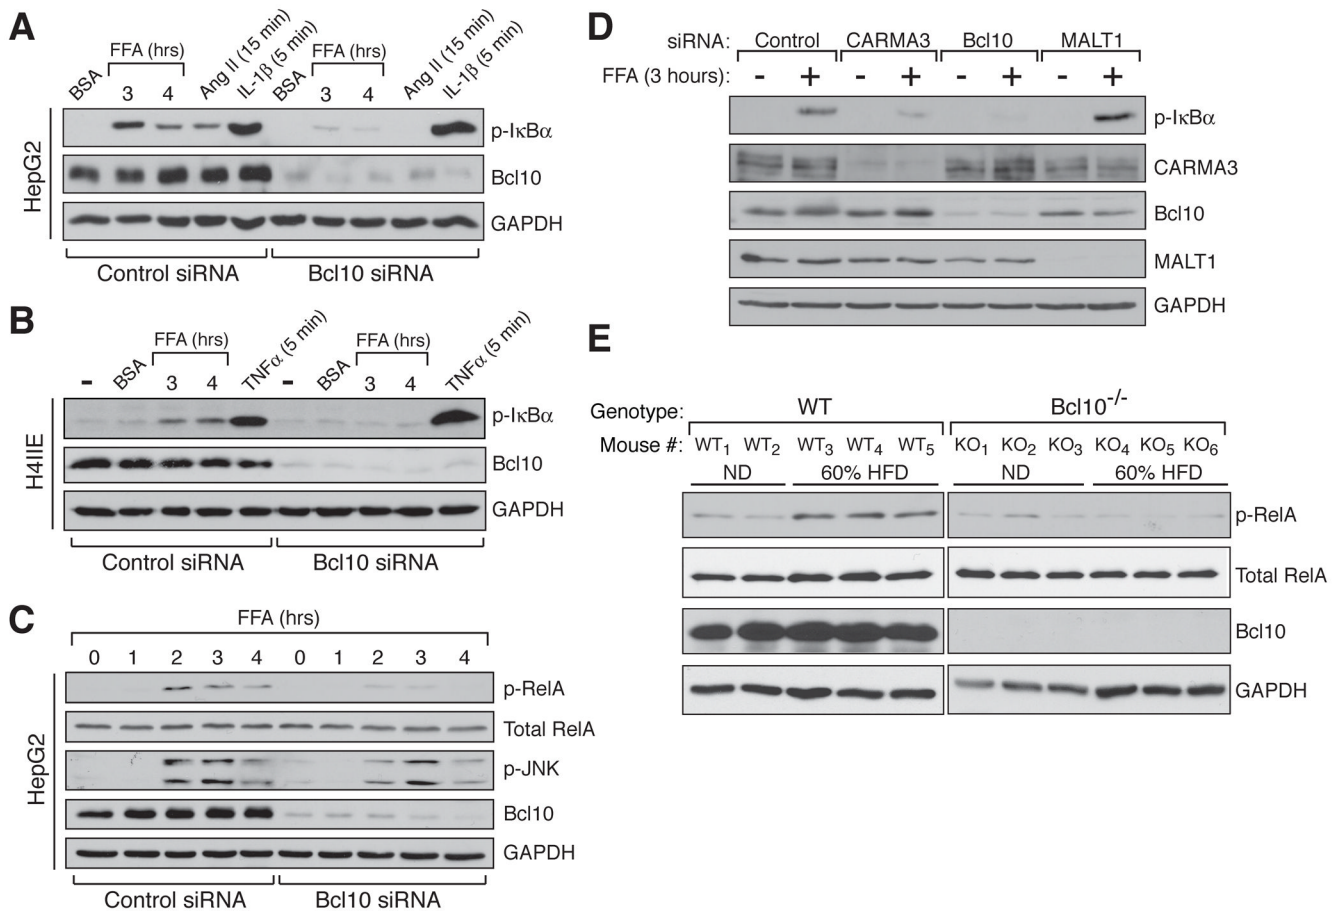 A
FFA (hrs)
FFA (hrs)
BSA
3
4
Ang II (15 min)
IL-1β (5 min)
BSA
3
4
Ang II (15 min)
IL-1β (5 min)
HepG2
p-IκBα
Bcl10
GAPDH
Control siRNA
Bcl10 siRNA
B
FFA (hrs)
FFA (hrs)
-
BSA
3
4
TNFα (5 min)
-
BSA
3
4
TNFα (5 min)
H4IIE
p-IκBα
Bcl10
GAPDH
Control siRNA
Bcl10 siRNA
C
FFA (hrs)
0 1 2 3 4 0 1 2 3 4
HepG2
p-RelA
Total RelA
p-JNK
Bcl10
GAPDH
Control siRNA
Bcl10 siRNA
D
siRNA: Control CARMA3 Bcl10 MALT1
FFA (3 hours): - + - + - + - +
p-IκBα
CARMA3
Bcl10
MALT1
GAPDH
E
Genotype: WT Bcl10-/-
Mouse #: WT1 WT2 WT3 WT4 WT5 KO1 KO2 KO3 KO4 KO5 KO6
ND 60% HFD ND 60% HFD
p-RelA
Total RelA
Bcl10
GAPDH